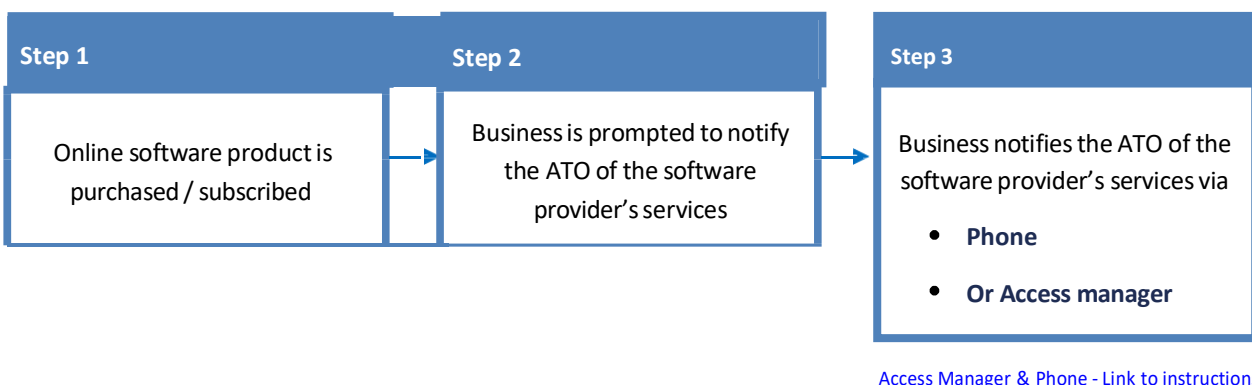 Step 1
Online software product is
purchased / subscribed
Step 2
Business is prompted to notify
the ATO of the software
provider's services
Step 3
Business notifies the ATO of the
software provider's services via
• Phone
• Or Access manager
Access Manager & Phone - Link to instruction